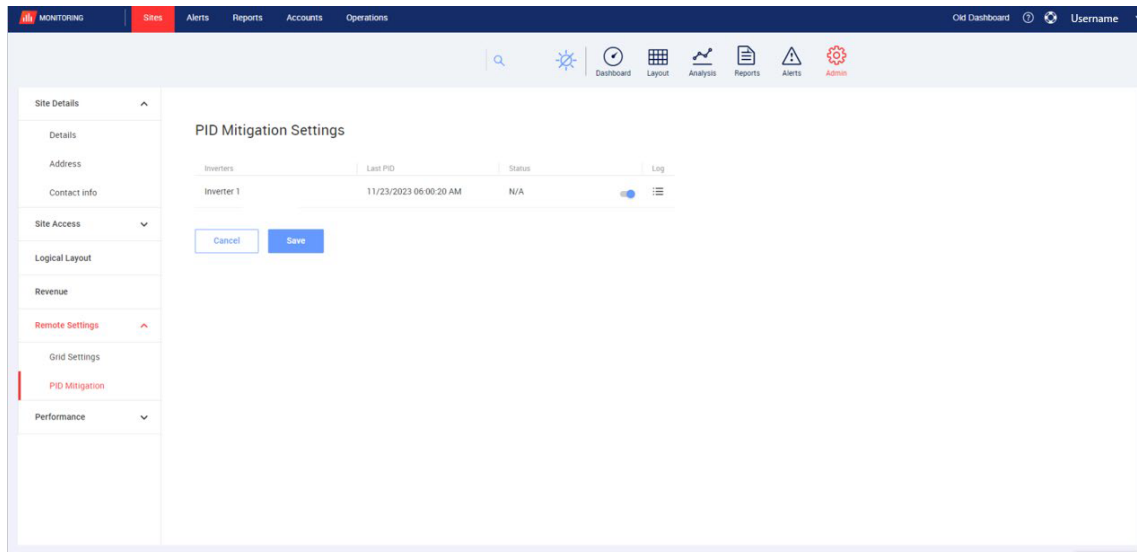 MONITORING Sites Alerts Reports Accounts Operations Old Dashboard Username
Dashboard Layout Analysis Reports Alerts Admin
Site Details
Details
Address
Contact info
Site Access
Logical Layout
Revenue
Remote Settings
Grid Settings
PID Mitigation
Performance
PID Mitigation Settings
Inverters Last PID Status Log
Inverter 1 11/23/2023 06:00:20 AM N/A
Cancel Save